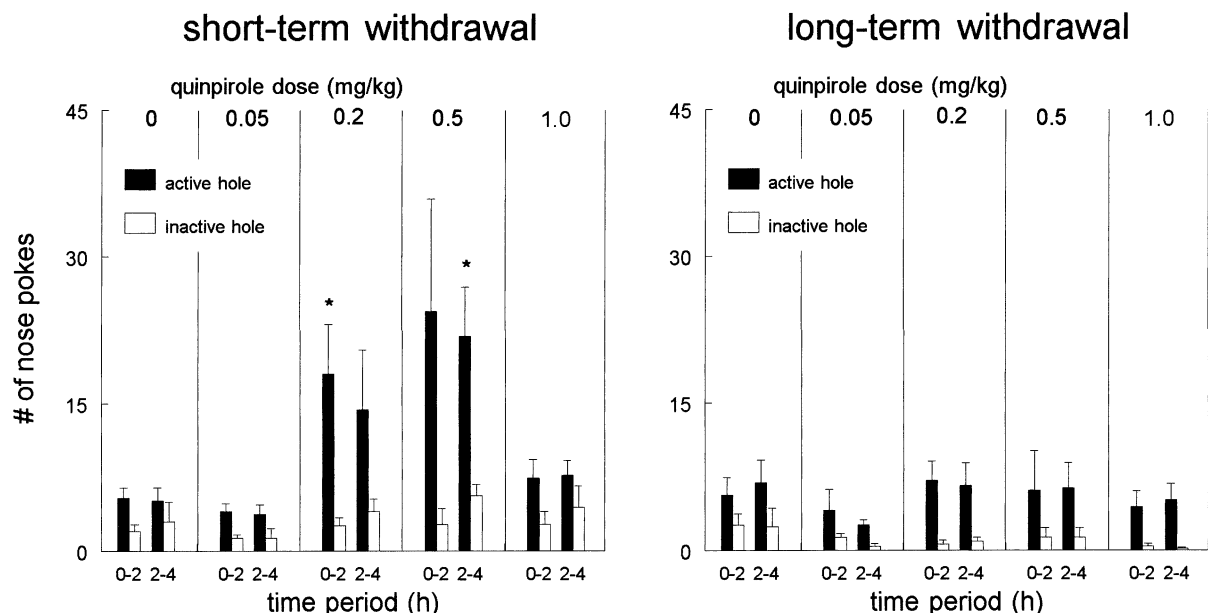 short-term withdrawal
quinpirole dose (mg/kg)
0 0.05 0.2 0.5 1.0
active hole
inactive hole
# of nose pokes
45
30
15
0
* *
0-2 2-4 0-2 2-4 0-2 2-4 0-2 2-4 0-2 2-4
time period (h)
long-term withdrawal
quinpirole dose (mg/kg)
0 0.05 0.2 0.5 1.0
active hole
inactive hole
45
30
15
0
0-2 2-4 0-2 2-4 0-2 2-4 0-2 2-4 0-2 2-4
time period (h)